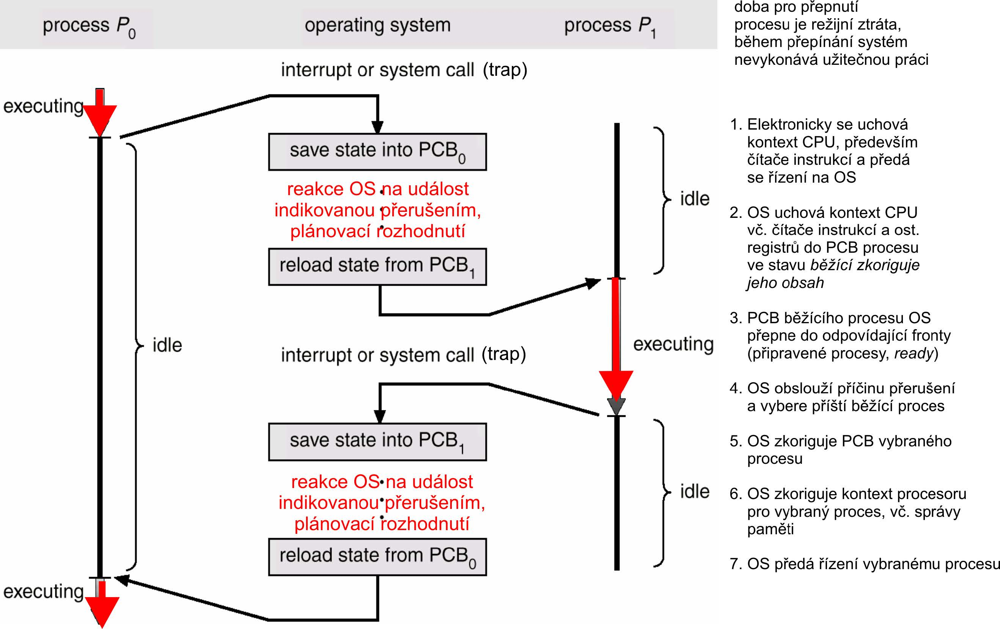 process P0
operating system
process P1
doba pro přepnutí
procesu je režijní ztráta,
během přepínání systém
nevykonává užitečnou práci
interrupt or system call (trap)
executing
save state into PCB0
reakce OS na událost
indikovanou přerušením,
plánovací rozhodnutí
reload state from PCB1
idle
idle
interrupt or system call (trap)
executing
save state into PCB1
reakce OS na událost
indikovanou přerušením,
plánovací rozhodnutí
reload state from PCB0
idle
executing
1. Elektronicky se uchová
kontext CPU, především
čítače instrukcí a předá
se řízení na OS
2. OS uchová kontext CPU
vč. čítače instrukcí a ost.
registrů do PCB procesu
ve stavu běžící zkoriguje
jeho obsah
3. PCB běžícího procesu OS
přepne do odpovídající fronty
(připravené procesy, ready)
4. OS obslouží příčinu přerušení
a vybere příští běžící proces
5. OS zkoriguje PCB vybraného
procesu
6. OS zkoriguje kontext procesoru
pro vybraný proces, vč. správy
paměti
7. OS předá řízení vybranému procesu